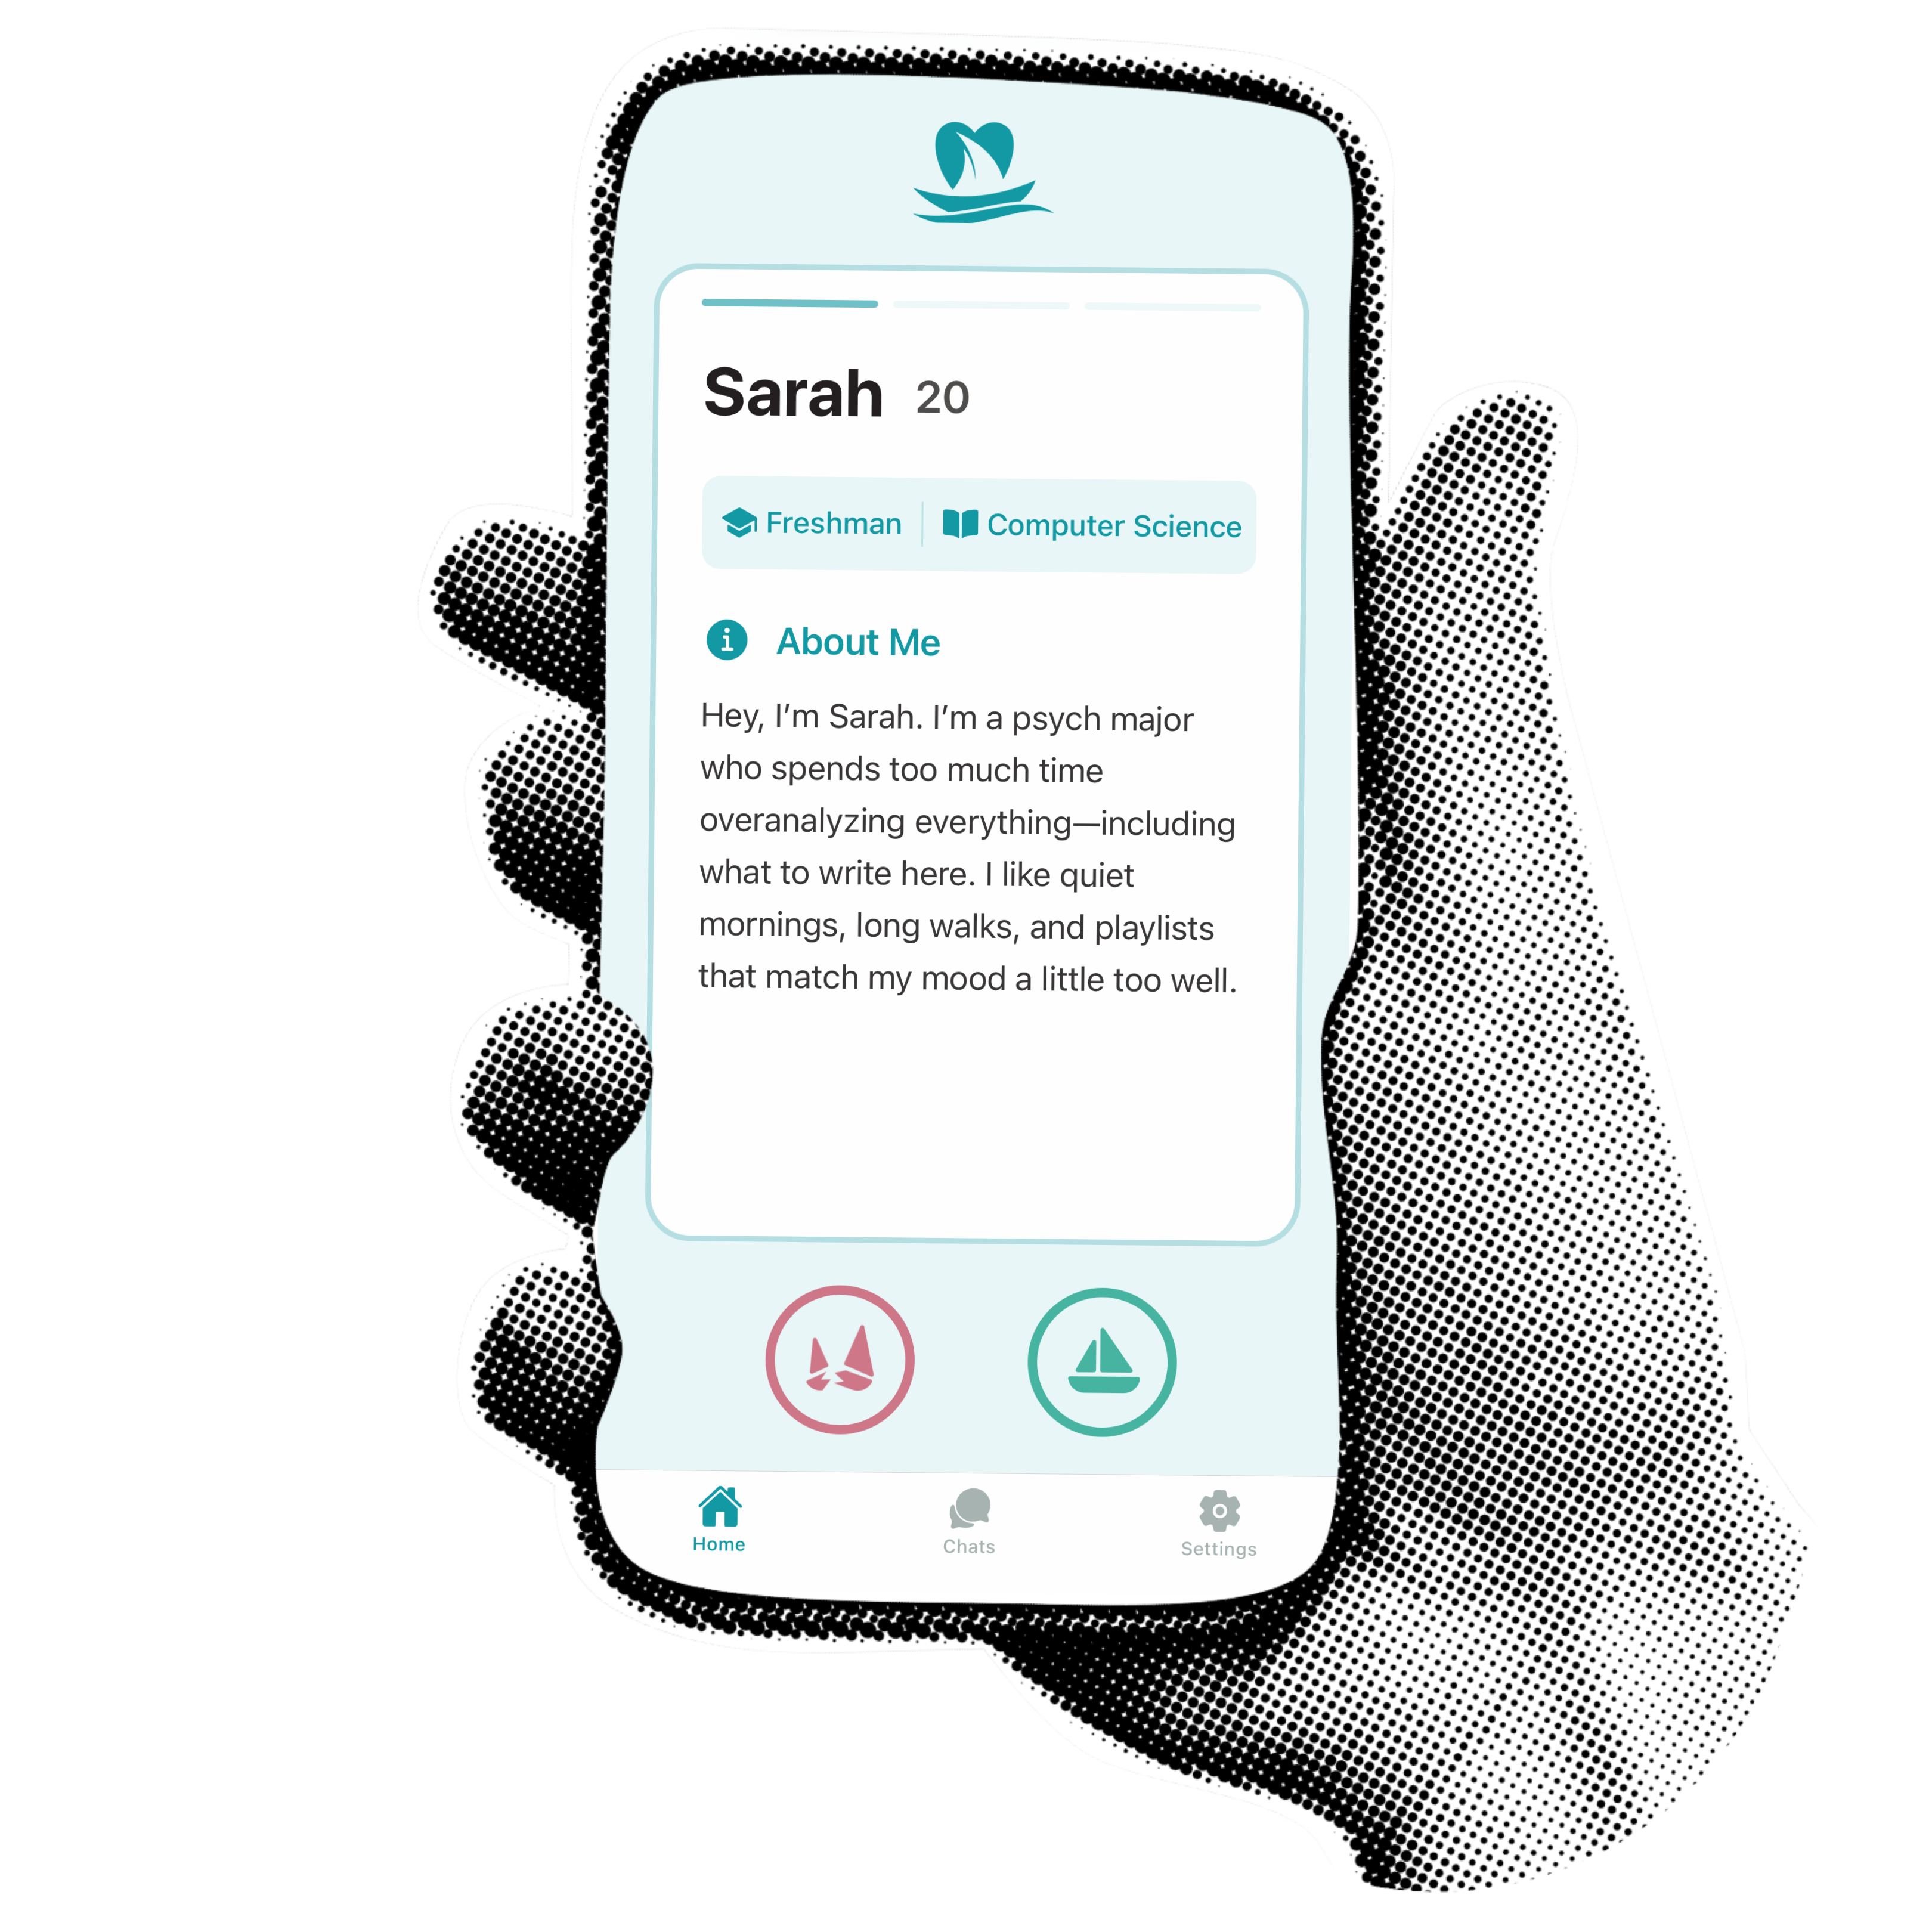 Sarah 20
Freshman Computer Science
About Me
Hey, I’m Sarah. I’m a psych major
who spends too much time
overanalyzing everything—including
what to write here. I like quiet
mornings, long walks, and playlists
that match my mood a little too well.
Home Chats Settings